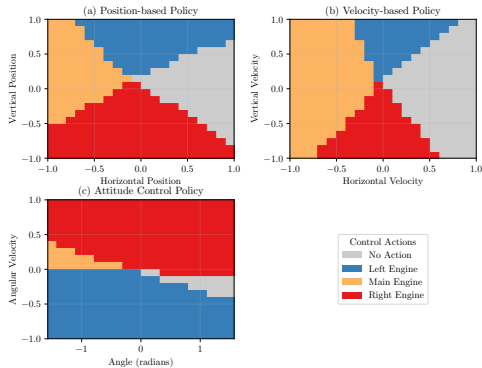 (a) Position-based Policy
Vertical Position
1.0
0.5
0.0
−0.5
−1.0
−1.0 −0.5 0.0 0.5 1.0
Horizontal Position
(b) Velocity-based Policy
Vertical Velocity
1.0
0.5
0.0
−0.5
−1.0
−1.0 −0.5 0.0 0.5 1.0
Horizontal Velocity
(c) Attitude Control Policy
Angular Velocity
1.0
0.5
0.0
−0.5
−1.0
−1 0 1
Angle (radians)
Control Actions
No Action
Left Engine
Main Engine
Right Engine